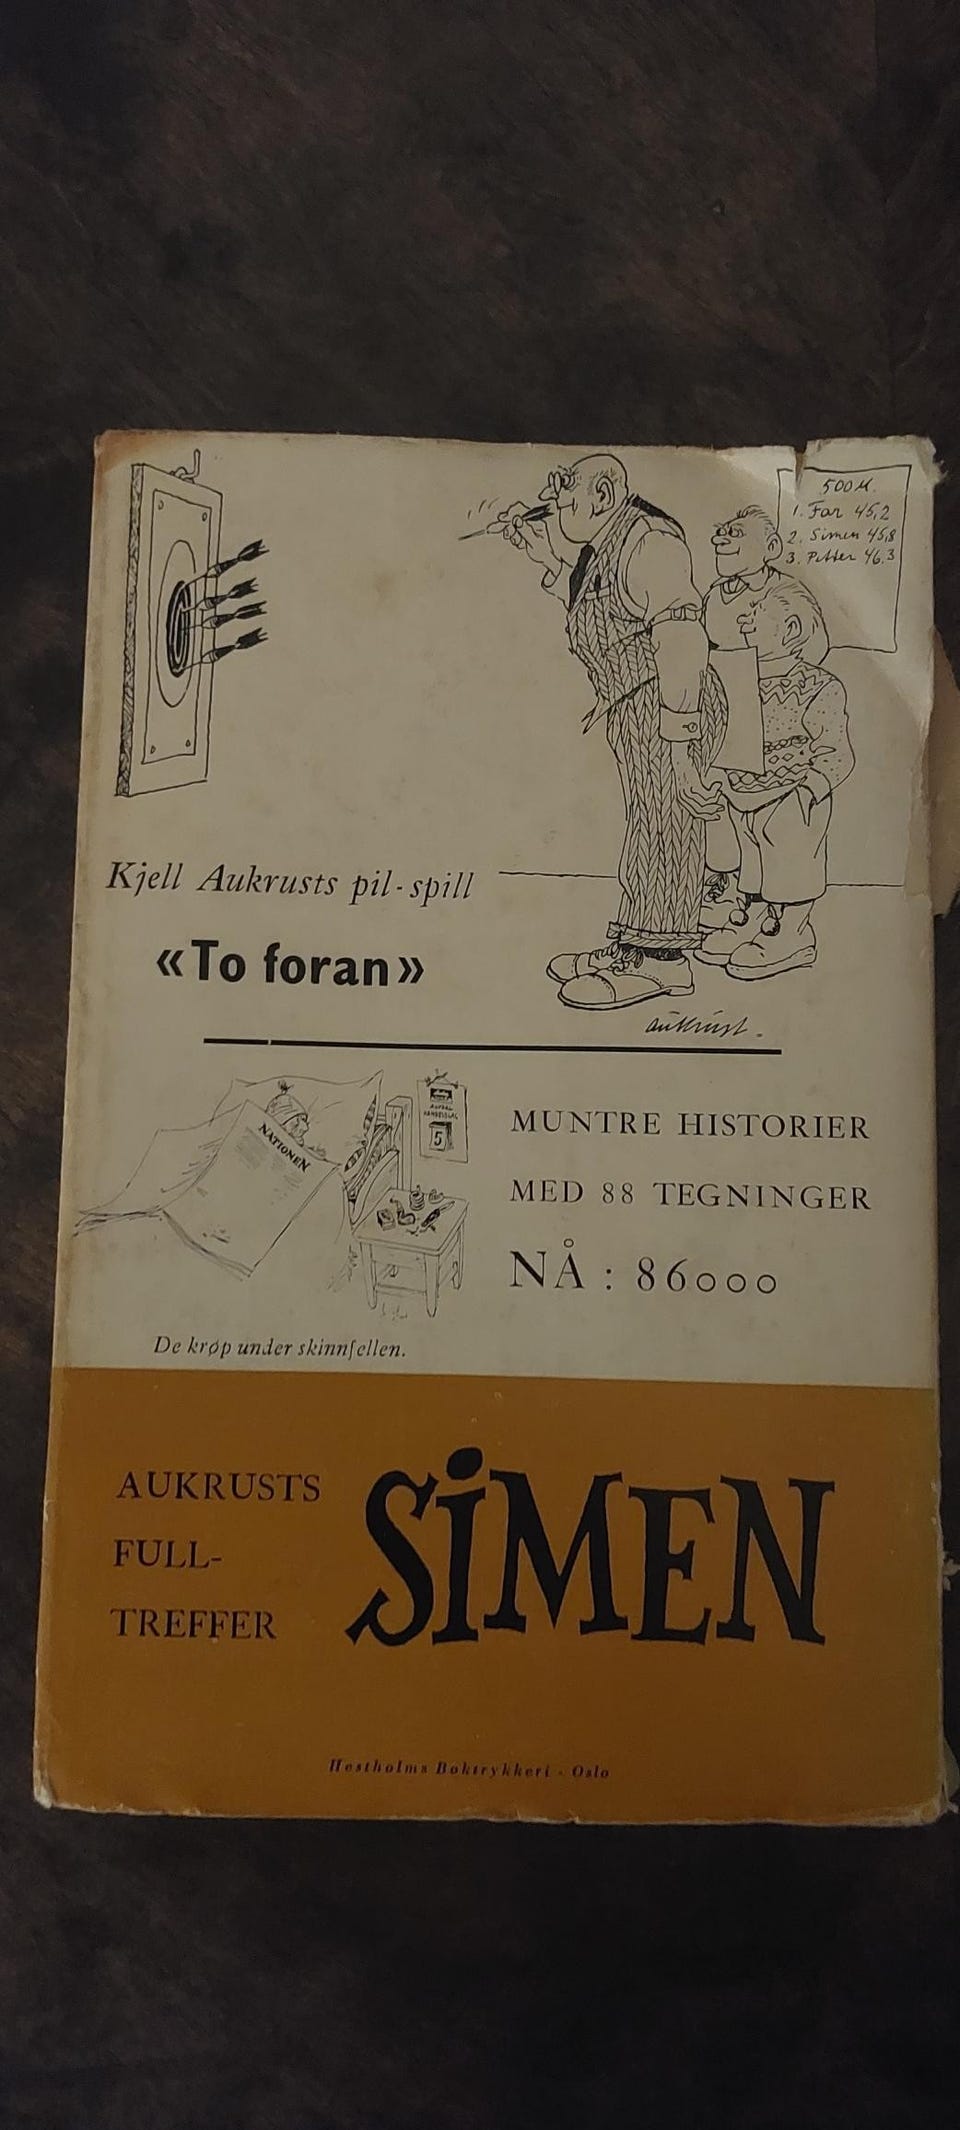 500 M.
1. Far 45,2
2. Simen 45,8
3. Petter 46,3
Kjell Aukrusts pil-spill
«To foran»
aukrust.
NATIONEN
HANDELSLAG
5
MUNTRE HISTORIER
MED 88 TEGNINGER
NÅ : 86000
De krøp under skinnfellen.
AUKRUSTS
FULL-
TREFFER
SIMEN
Hestholms Boktrykkeri - Oslo